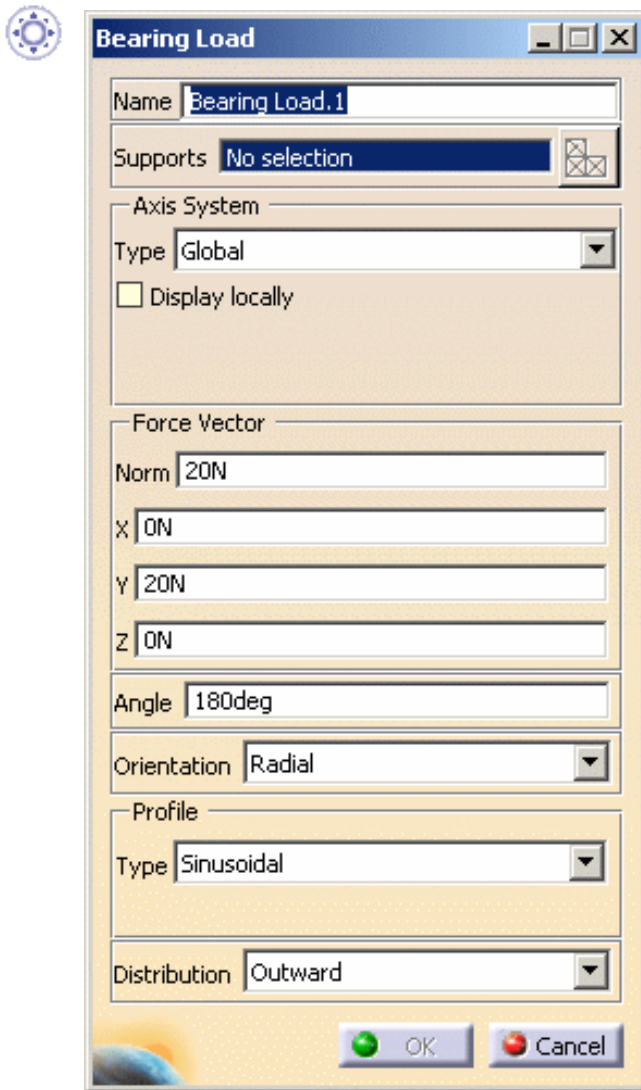 Bearing Load
Name Bearing Load.1
Supports No selection
Axis System
Type Global
Display locally
Force Vector
Norm 20N
X 0N
Y 20N
Z 0N
Angle 180deg
Orientation Radial
Profile
Type Sinusoidal
Distribution Outward
OK Cancel